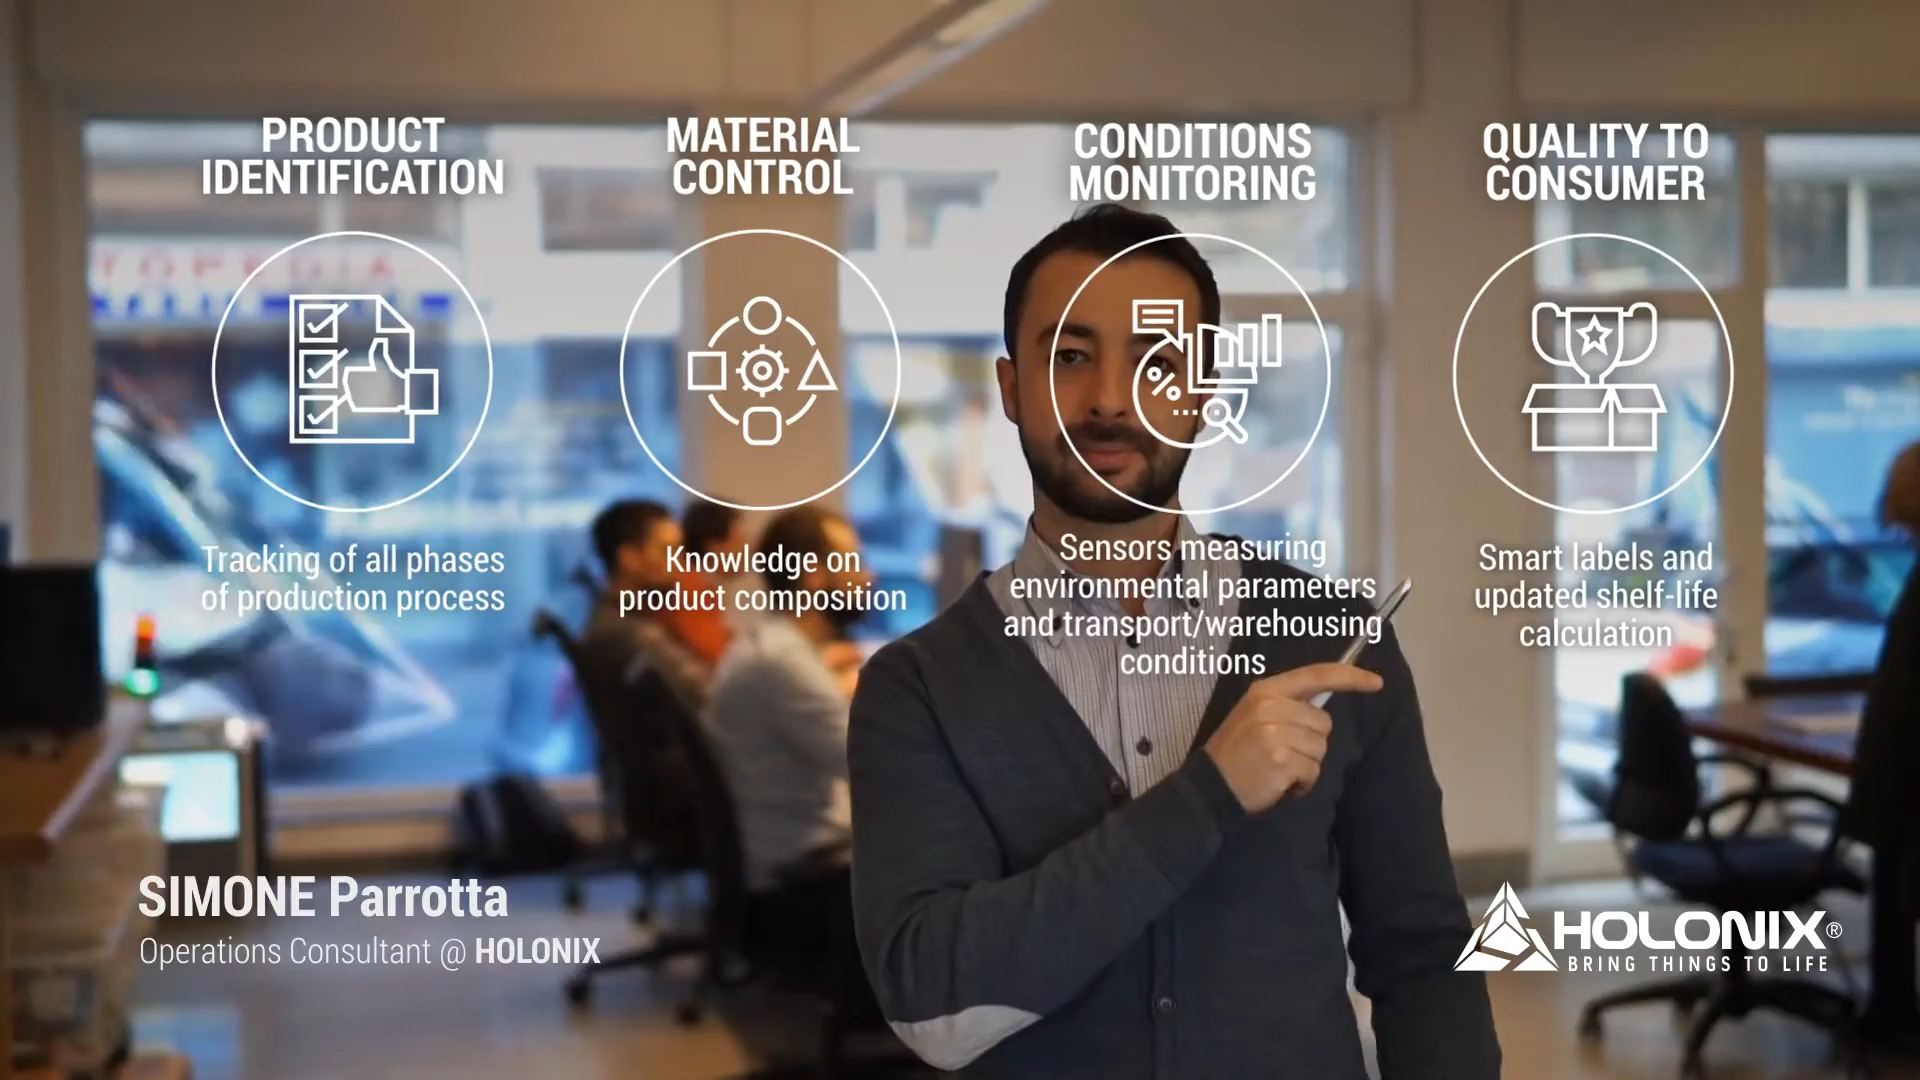 PRODUCT
IDENTIFICATION
Tracking of all phases
of production process
MATERIAL
CONTROL
Knowledge on
product composition
CONDITIONS
MONITORING
Sensors measuring
environmental parameters
and transport/warehousing
conditions
QUALITY TO
CONSUMER
Smart labels and
updated shelf-life
calculation
SIMONE Parrotta
Operations Consultant @ HOLONIX
HOLONIX®
BRING THINGS TO LIFE